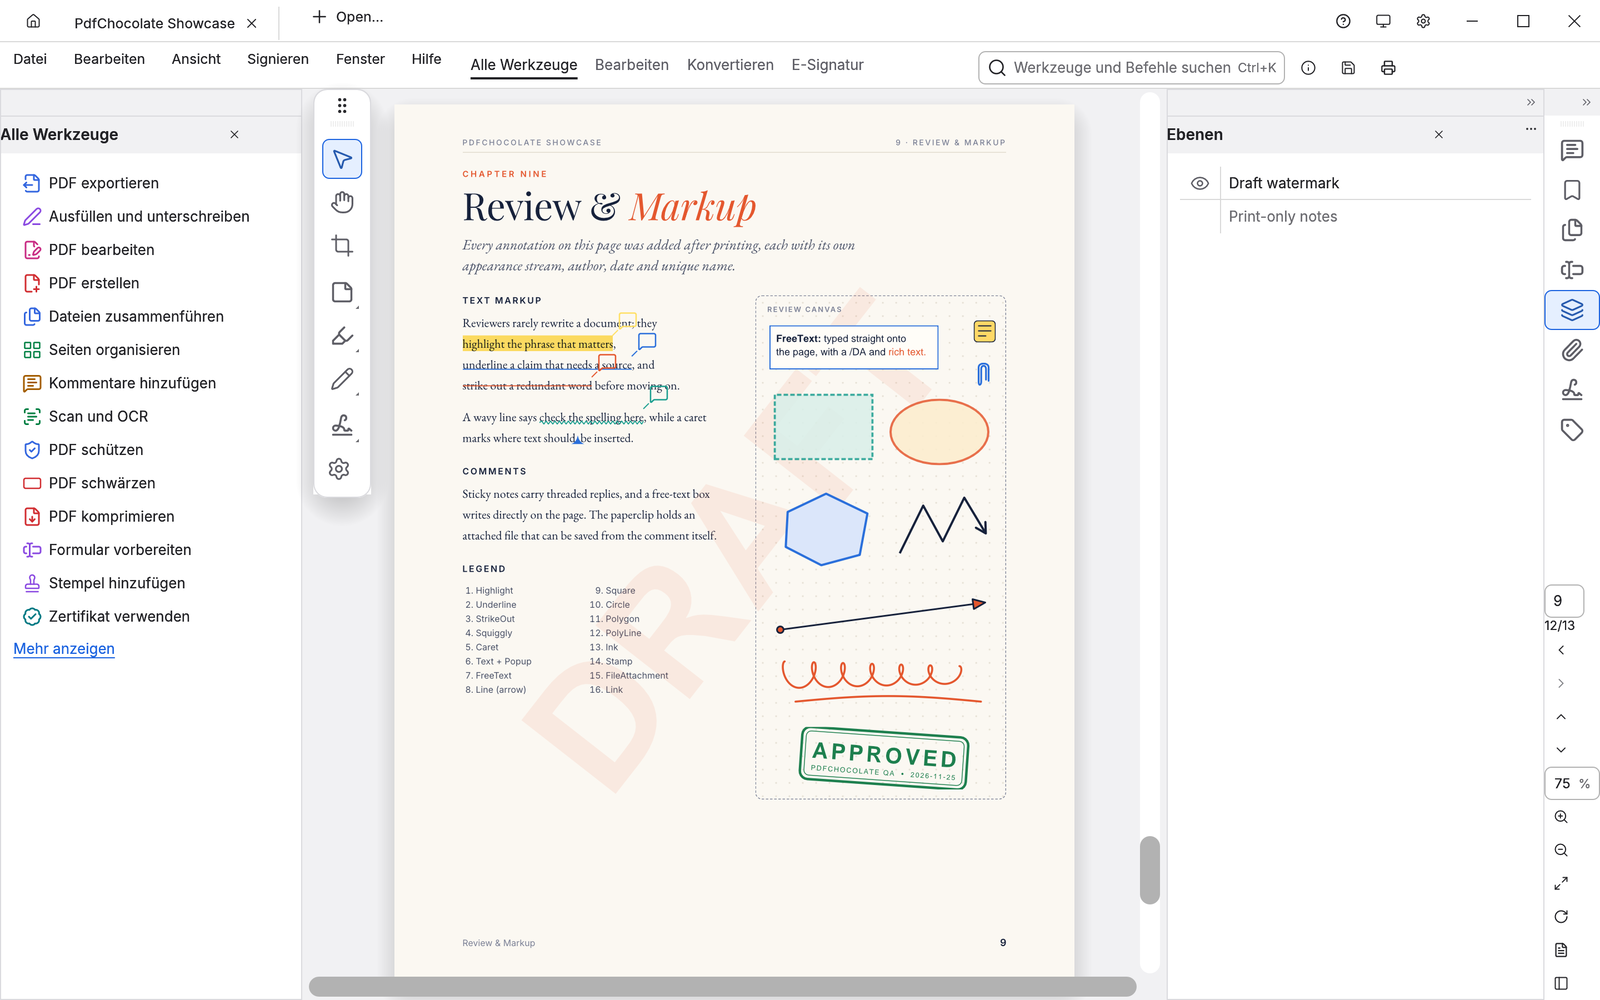 PdfChocolate Showcase
Open...
Datei
Bearbeiten
Ansicht
Signieren
Fenster
Hilfe
Alle Werkzeuge
Bearbeiten
Konvertieren
E-Signatur
Werkzeuge und Befehle suchen Ctrl+K
Alle Werkzeuge
PDF exportieren
Ausfüllen und unterschreiben
PDF bearbeiten
PDF erstellen
Dateien zusammenführen
Seiten organisieren
Kommentare hinzufügen
Scan und OCR
PDF schützen
PDF schwärzen
PDF komprimieren
Formular vorbereiten
Stempel hinzufügen
Zertifikat verwenden
Mehr anzeigen
PDFCHOCOLATE SHOWCASE
9 · REVIEW & MARKUP
CHAPTER NINE
Review & Markup
Every annotation on this page was added after printing, each with its own
appearance stream, author, date and unique name.
TEXT MARKUP
Reviewers rarely rewrite a document; they
highlight the phrase that matters,
underline a claim that needs a source, and
strike out a redundant word before moving on.
A wavy line says check the spelling here, while a caret
marks where text should be inserted.
COMMENTS
Sticky notes carry threaded replies, and a free-text box
writes directly on the page. The paperclip holds an
attached file that can be saved from the comment itself.
LEGEND
1. Highlight
2. Underline
3. StrikeOut
4. Squiggly
5. Caret
6. Text + Popup
7. FreeText
8. Line (arrow)
9. Square
10. Circle
11. Polygon
12. PolyLine
13. Ink
14. Stamp
15. FileAttachment
16. Link
REVIEW CANVAS
FreeText: typed straight onto
the page, with a /DA and rich text.
APPROVED
PDFCHOCOLATE QA • 2026-11-25
DRAFT
Review & Markup
9
Ebenen
Draft watermark
Print-only notes
9
12/13
75 %